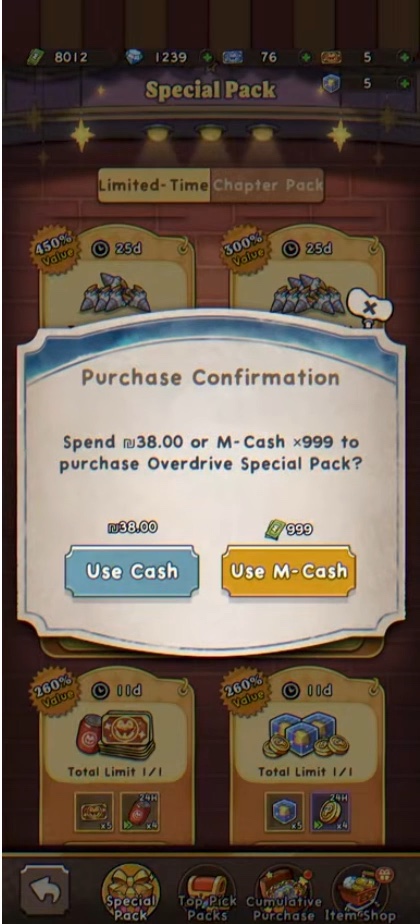 8012
1239
76
5
5
Special Pack
Limited-Time
Chapter Pack
450%
Value
25d
300%
Value
25d
X
Purchase Confirmation
Spend ₪38.00 or M-Cash ×999 to
purchase Overdrive Special Pack?
₪38.00
999
Use Cash
Use M-Cash
260%
Value
11d
260%
Value
11d
Total Limit 1/1
Total Limit 1/1
x5
24H
x4
x5
24H
x4
Special
Pack
Top Pick
Packs
Cumulative
Purchase
Item Shop